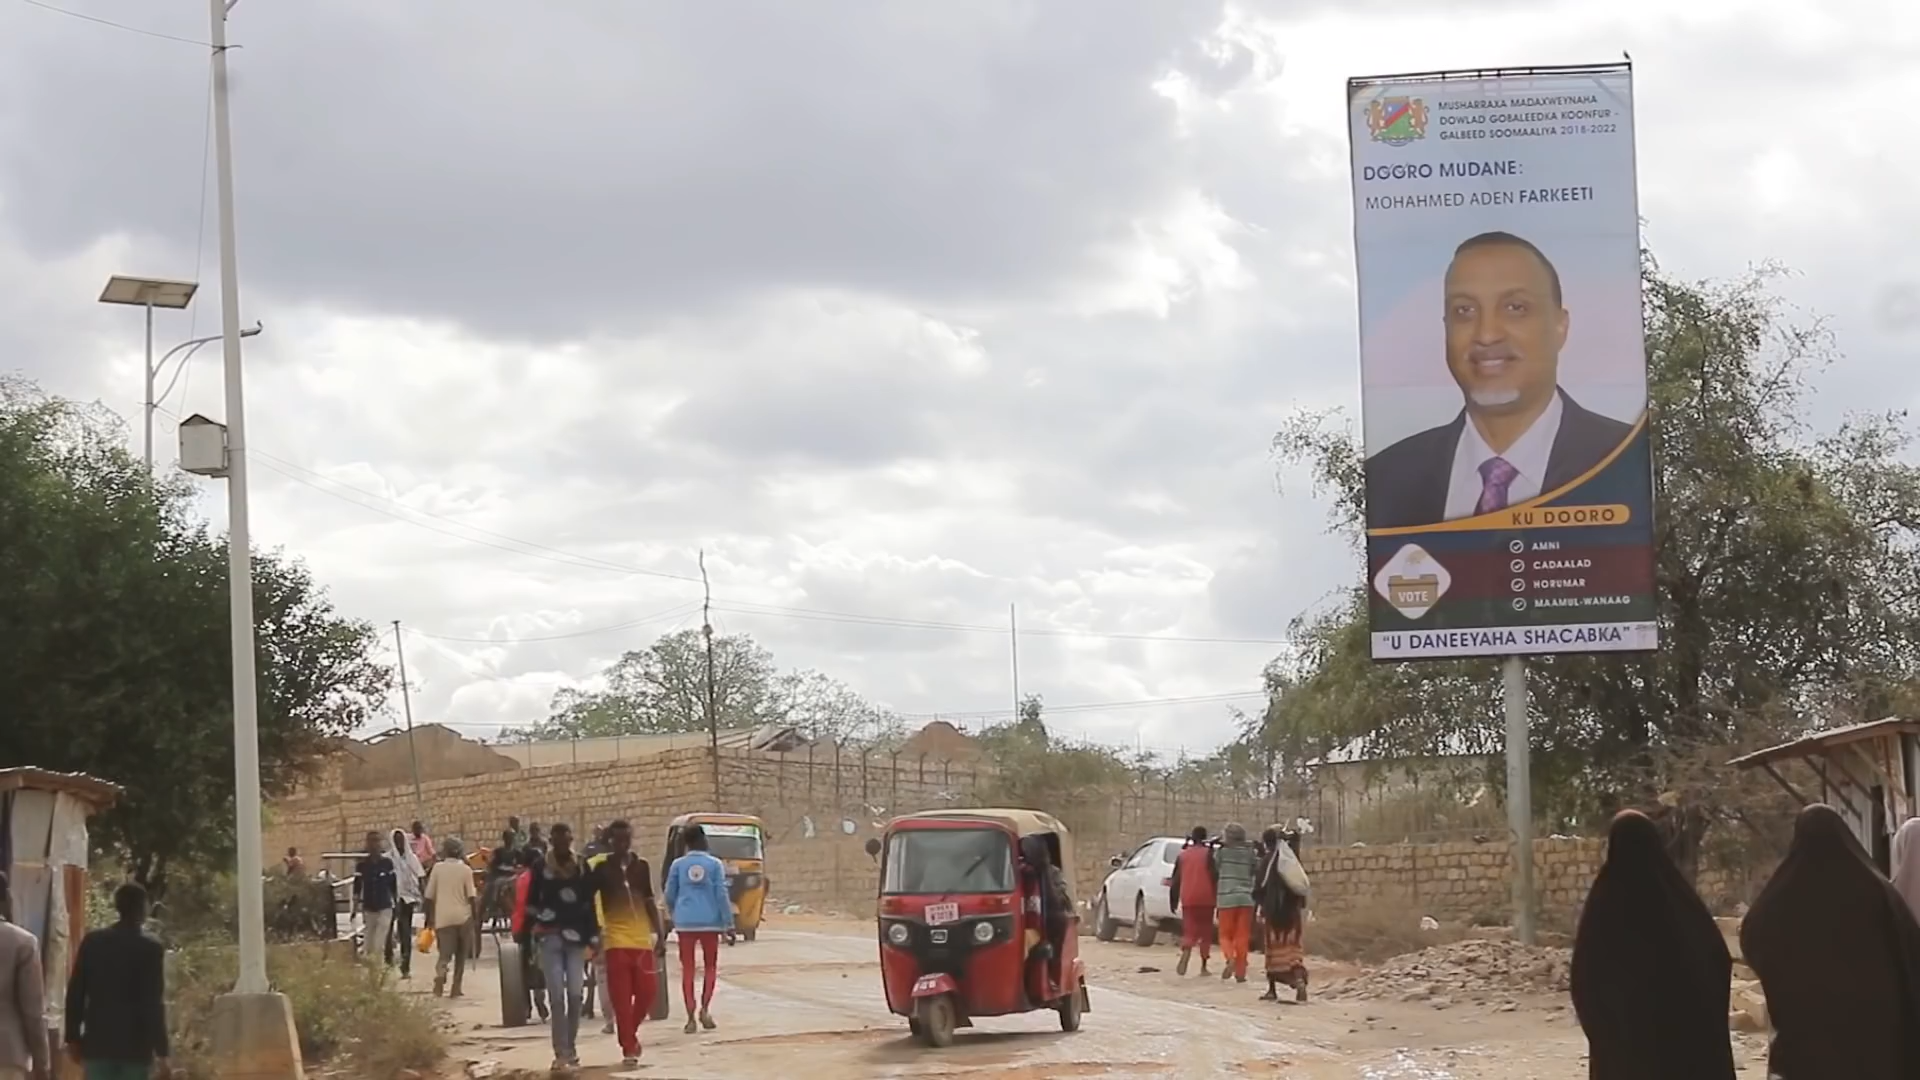 MUSHARRAXA MADAXWEYNAHA
DOWLAD GOBALEEDKA KOONFUR -
GALBEED SOOMAALIYA 2018-2022
DOORO MUDANE:
MOHAHMED ADEN FARKEETI
KU DOORO
AMNI
CADAALAD
HORUMAR
MAAMUL-WANAAG
VOTE
"U DANEEYAHA SHACABKA"